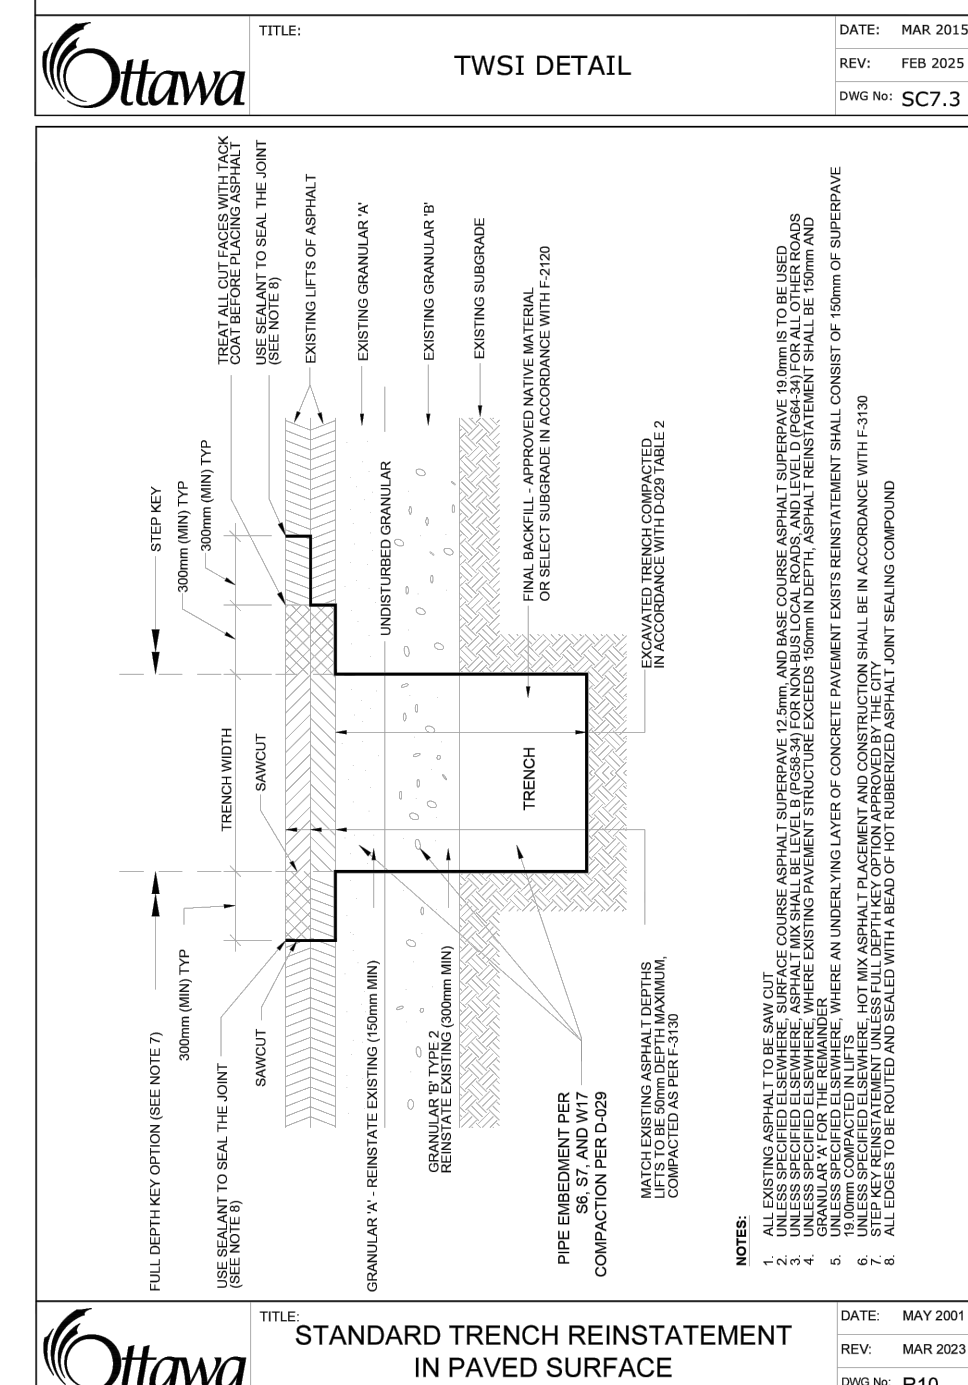 Ottawa
TITLE:
TWSI DETAIL
DATE: MAR 2015
REV: FEB 2025
DWG No: SC7.3
FULL DEPTH KEY OPTION (SEE NOTE 7)
STEP KEY
300mm (MIN) TYP
300mm (MIN) TYP
300mm (MIN) TYP
TRENCH WIDTH
USE SEALANT TO SEAL THE JOINT
(SEE NOTE 8)
SAWCUT
SAWCUT
TREAT ALL CUT FACES WITH TACK
COAT BEFORE PLACING ASPHALT
USE SEALANT TO SEAL THE JOINT
(SEE NOTE 8)
EXISTING LIFTS OF ASPHALT
EXISTING GRANULAR 'A'
UNDISTURBED GRANULAR
EXISTING GRANULAR 'B'
EXISTING SUBGRADE
GRANULAR 'A' - REINSTATE EXISTING (150mm MIN)
GRANULAR 'B' TYPE 2
REINSTATE EXISTING (300mm MIN)
TRENCH
FINAL BACKFILL - APPROVED NATIVE MATERIAL
OR SELECT SUBGRADE IN ACCORDANCE WITH F-2120
PIPE EMBEDMENT PER
S6, S7, AND W17
COMPACTION PER D-029
MATCH EXISTING ASPHALT DEPTHS
LIFTS TO BE 50mm DEPTH MAXIMUM,
COMPACTED AS PER F-3130
EXCAVATED TRENCH COMPACTED
IN ACCORDANCE WITH D-029 TABLE 2
NOTES:
1. ALL EXISTING ASPHALT TO BE SAW CUT
2. UNLESS SPECIFIED ELSEWHERE, SURFACE COURSE ASPHALT SUPERPAVE 12.5mm, AND BASE COURSE ASPHALT SUPERPAVE 19.0mm IS TO BE USED
3. UNLESS SPECIFIED ELSEWHERE, ASPHALT MIX SHALL BE LEVEL B (PG58-34) FOR NON-BUS LOCAL ROADS, AND LEVEL D (PG64-34) FOR ALL OTHER ROADS
4. UNLESS SPECIFIED ELSEWHERE, WHERE EXISTING PAVEMENT STRUCTURE EXCEEDS 150mm IN DEPTH, ASPHALT REINSTATEMENT SHALL BE 150mm AND
GRANULAR 'A' FOR THE REMAINDER
5. UNLESS SPECIFIED ELSEWHERE, WHERE AN UNDERLYING LAYER OF CONCRETE PAVEMENT EXISTS REINSTATEMENT SHALL CONSIST OF 150mm OF SUPERPAVE
19.00mm COMPACTED IN LIFTS
6. UNLESS SPECIFIED ELSEWHERE, HOT MIX ASPHALT PLACEMENT AND CONSTRUCTION SHALL BE IN ACCORDANCE WITH F-3130
7. STEP KEY REINSTATEMENT UNLESS FULL DEPTH KEY OPTION APPROVED BY THE CITY
8. ALL EDGES TO BE ROUTED AND SEALED WITH A BEAD OF HOT RUBBERIZED ASPHALT JOINT SEALING COMPOUND
Ottawa
TITLE:
STANDARD TRENCH REINSTATEMENT
IN PAVED SURFACE
DATE: MAY 2001
REV: MAR 2023
DWG No: R10